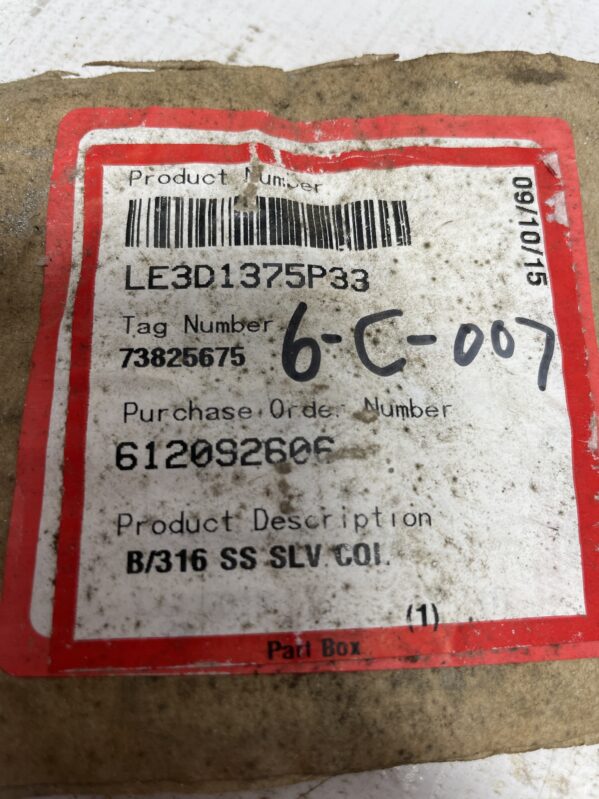 Product Number
09/10/15
LE3D1375P33
Tag Number
73825675
6-C-007
Purchase Order Number
612092606
Product Description
B/316 SS SLV COL.
(1)
Part Box